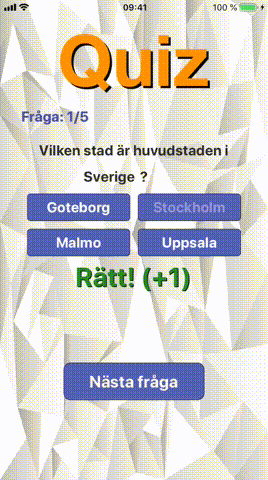 09:41
100 %
Quiz
Fråga: 1/5
Vilken stad är huvudstaden i
Sverige ?
Goteborg
Stockholm
Malmo
Uppsala
Rätt! (+1)
Nästa fråga